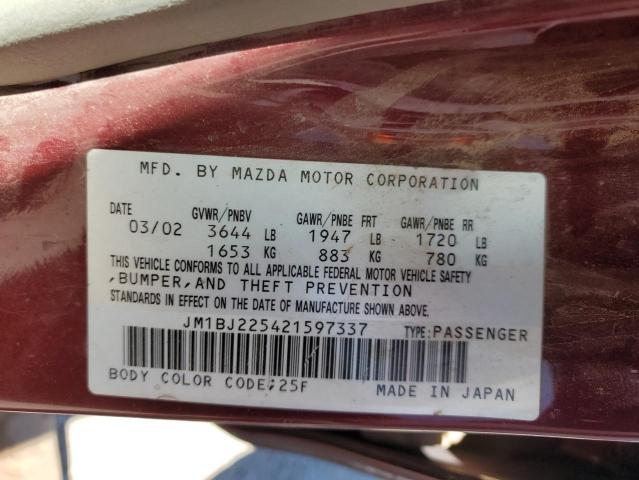 MFD. BY MAZDA MOTOR CORPORATION
DATE GVWR/PNBV GAWR/PNBE FRT GAWR/PNBE RR
03/02 3644 LB 1947 LB 1720 LB
1653 KG 883 KG 780 KG
THIS VEHICLE CONFORMS TO ALL APPLICABLE FEDERAL MOTOR VEHICLE SAFETY
,BUMPER,AND THEFT PREVENTION
STANDARDS IN EFFECT ON THE DATE OF MANUFACTURE SHOWN ABOVE.
JM1BJ225421597337 TYPE:PASSENGER
BODY COLOR CODE:25F MADE IN JAPAN